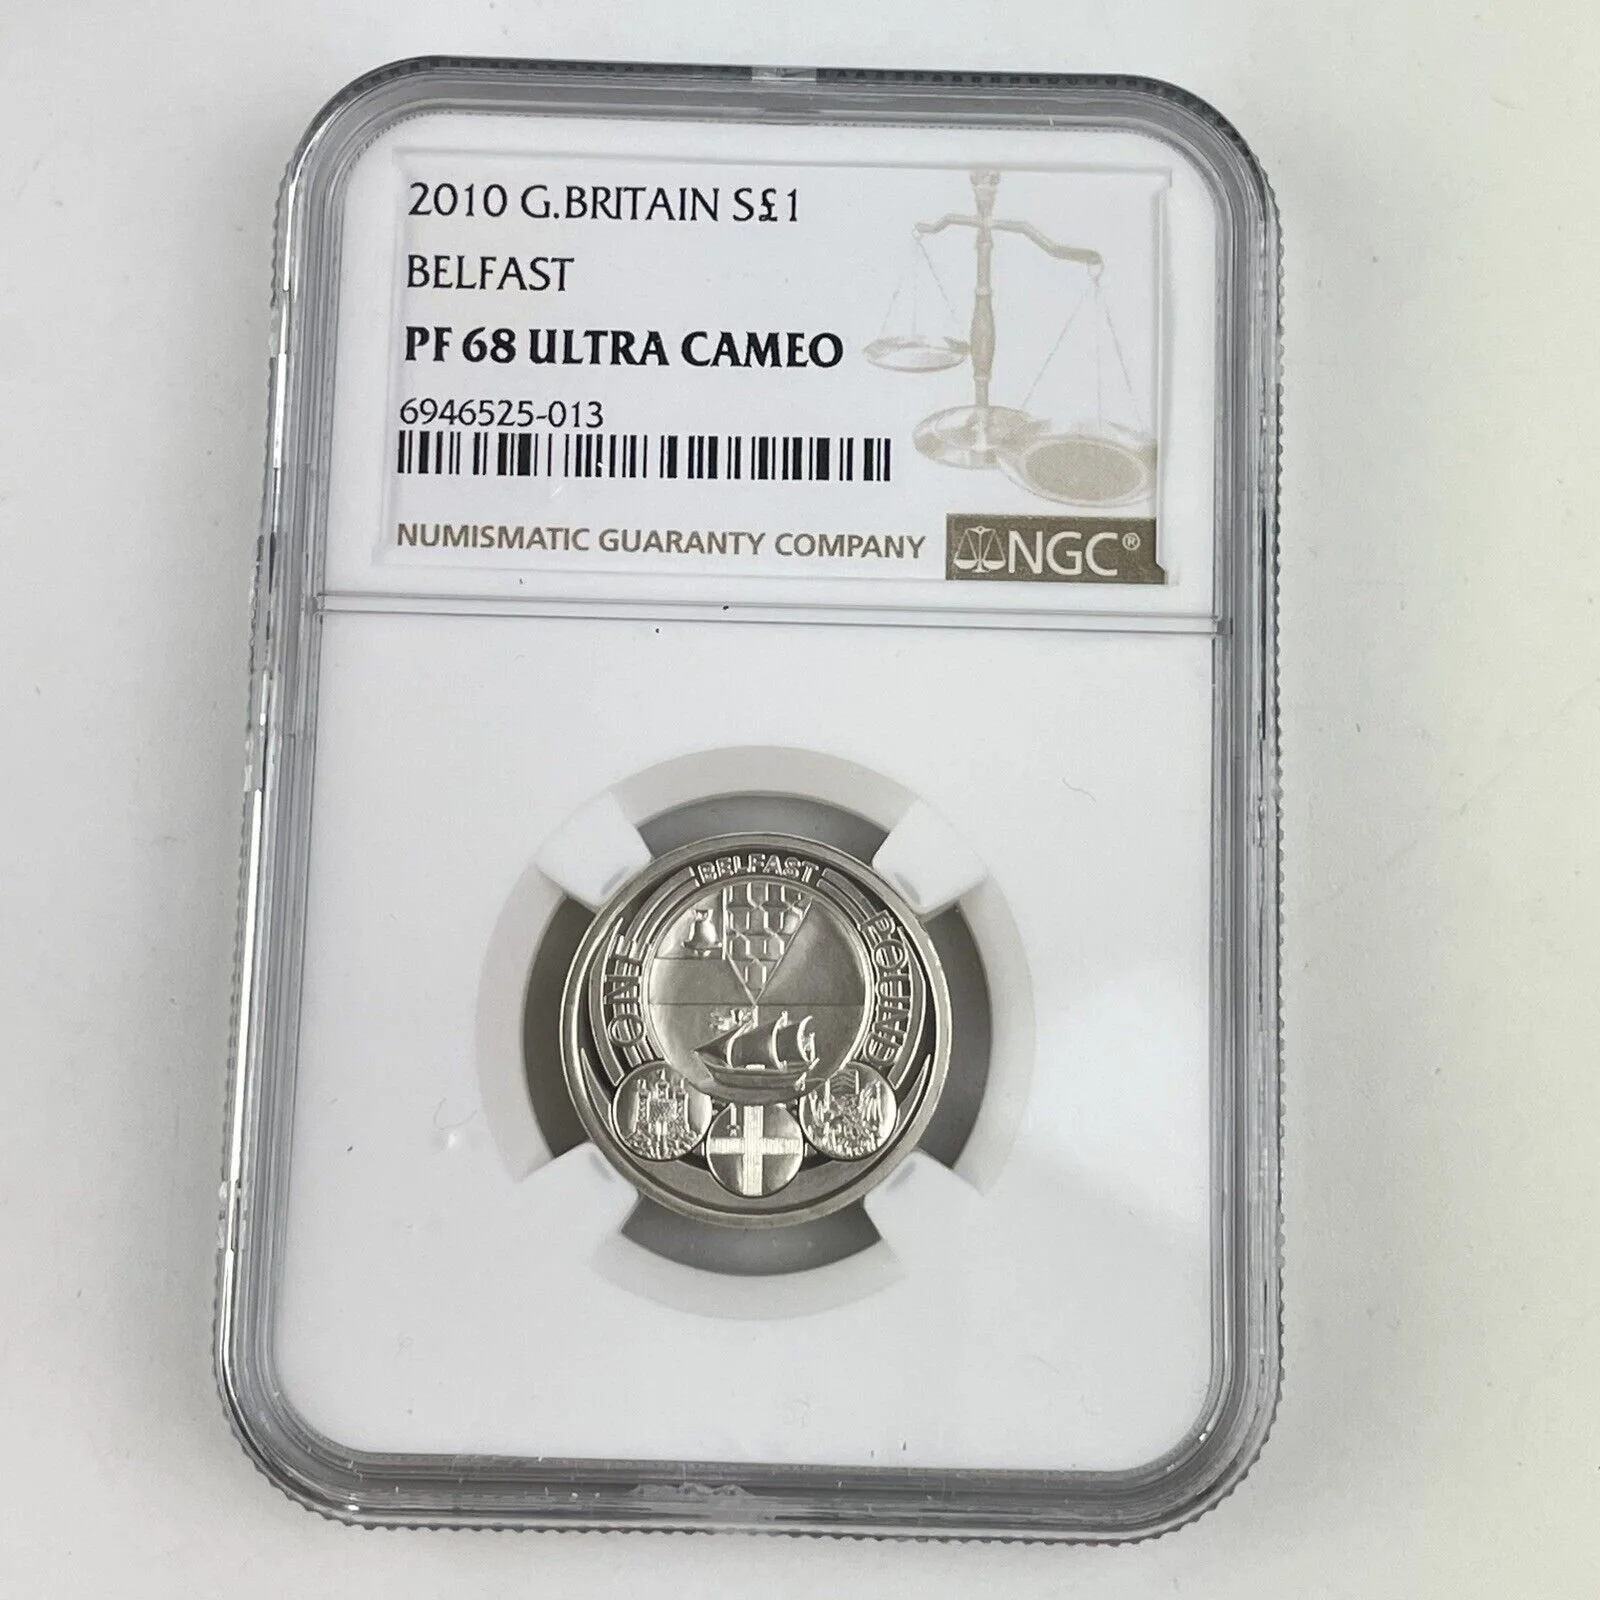 2010 G.BRITAIN S£1
BELFAST
PF 68 ULTRA CAMEO
6946525-013
NUMISMATIC GUARANTY COMPANY
NGC®
BELFAST
ONE
POUND